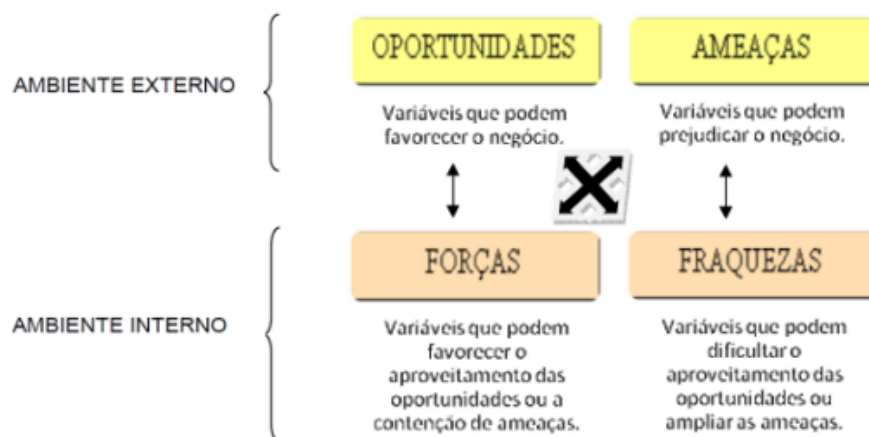 OPORTUNIDADES
AMEAÇAS
AMBIENTE EXTERNO
Variáveis que podem
favorecer o negócio.
Variáveis que podem
prejudicar o negócio.
FORÇAS
FRAQUEZAS
AMBIENTE INTERNO
Variáveis que podem
favorecer o
aproveitamento das
oportunidades ou a
contenção de ameaças.
Variáveis que podem
dificultar o
aproveitamento das
oportunidades ou
ampliar as ameaças.